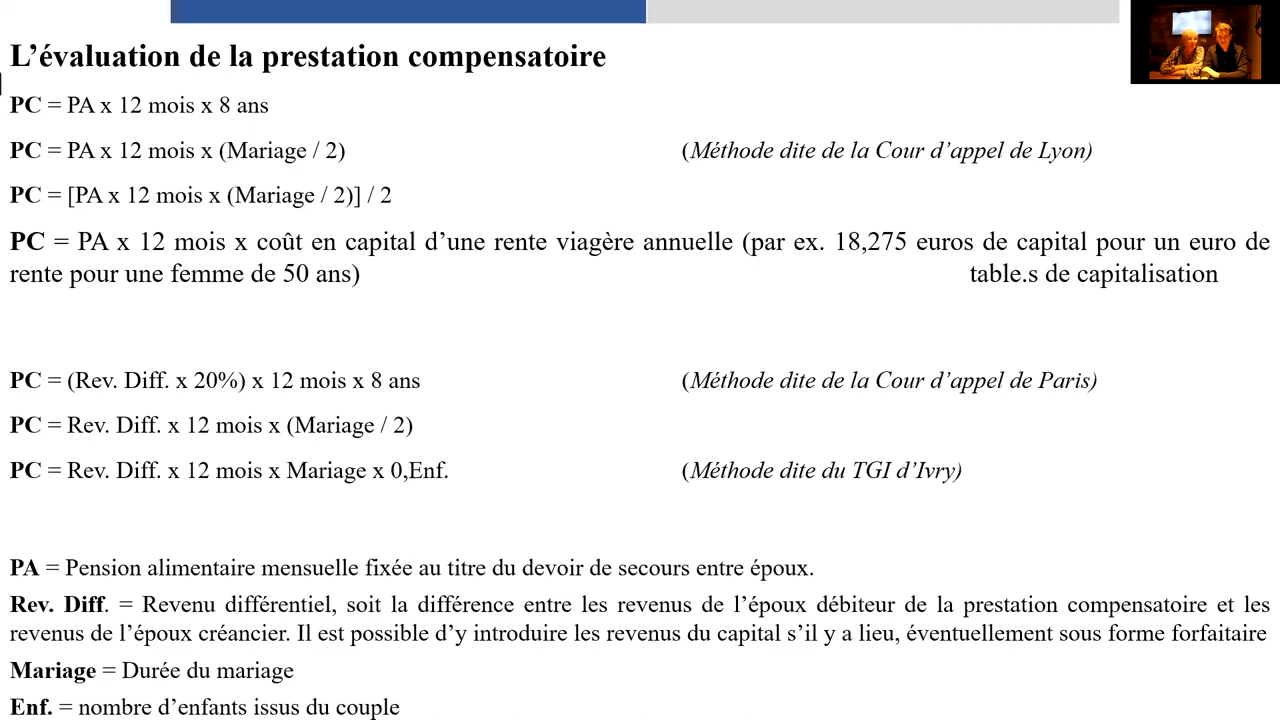 L’évaluation de la prestation compensatoire
PC = PA x 12 mois x 8 ans
PC = PA x 12 mois x (Mariage / 2) (Méthode dite de la Cour d’appel de Lyon)
PC = [PA x 12 mois x (Mariage / 2)] / 2
PC = PA x 12 mois x coût en capital d’une rente viagère annuelle (par ex. 18,275 euros de capital pour un euro de
rente pour une femme de 50 ans) table.s de capitalisation
PC = (Rev. Diff. x 20%) x 12 mois x 8 ans (Méthode dite de la Cour d’appel de Paris)
PC = Rev. Diff. x 12 mois x (Mariage / 2)
PC = Rev. Diff. x 12 mois x Mariage x 0,Enf. (Méthode dite du TGI d’Ivry)
PA = Pension alimentaire mensuelle fixée au titre du devoir de secours entre époux.
Rev. Diff. = Revenu différentiel, soit la différence entre les revenus de l’époux débiteur de la prestation compensatoire et les
revenus de l’époux créancier. Il est possible d’y introduire les revenus du capital s’il y a lieu, éventuellement sous forme forfaitaire
Mariage = Durée du mariage
Enf. = nombre d’enfants issus du couple